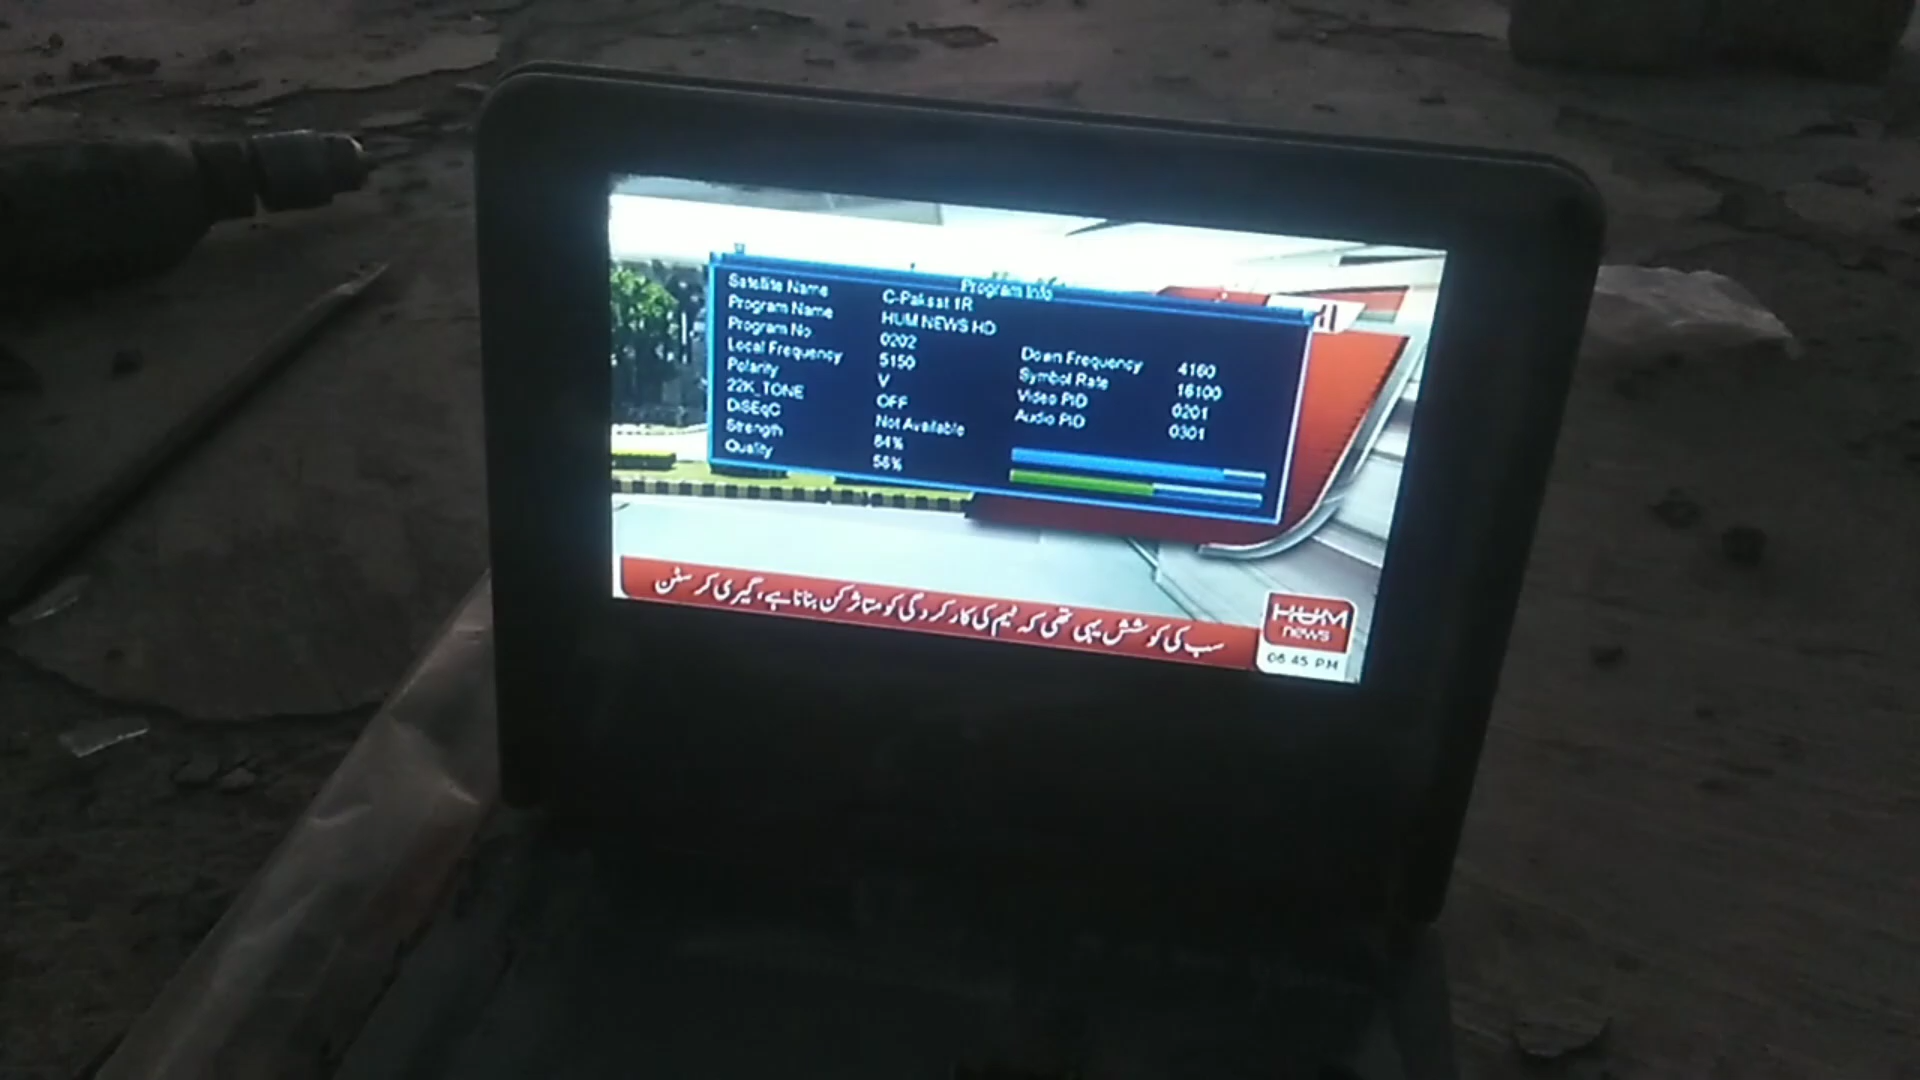 Program Info
Satellite Name C-Paksat 1R
Program Name HUM NEWS HD
Program No 0202
Local Frequency 5150 Down Frequency 4160
Polarity V Symbol Rate 16100
22K_TONE OFF Video PID 0201
DiSEqC Not Available Audio PID 0301
Strength 84%
Quality 56%
HI
سب کی کوشش یہی تھی کہ ٹیم کی کارکردگی کو متاثر کن بنانا ہے، گیری کرسٹن
HUM
news
06:45 PM